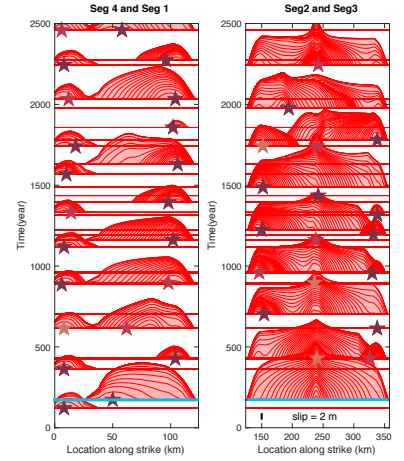 Seg 4 and Seg 1
Seg2 and Seg3
2500
2000
1500
1000
500
0
Time(year)
0
50
100
Location along strike (km)
2500
2000
1500
1000
500
0
Time(year)
slip = 2 m
150
200
250
300
350
Location along strike (km)